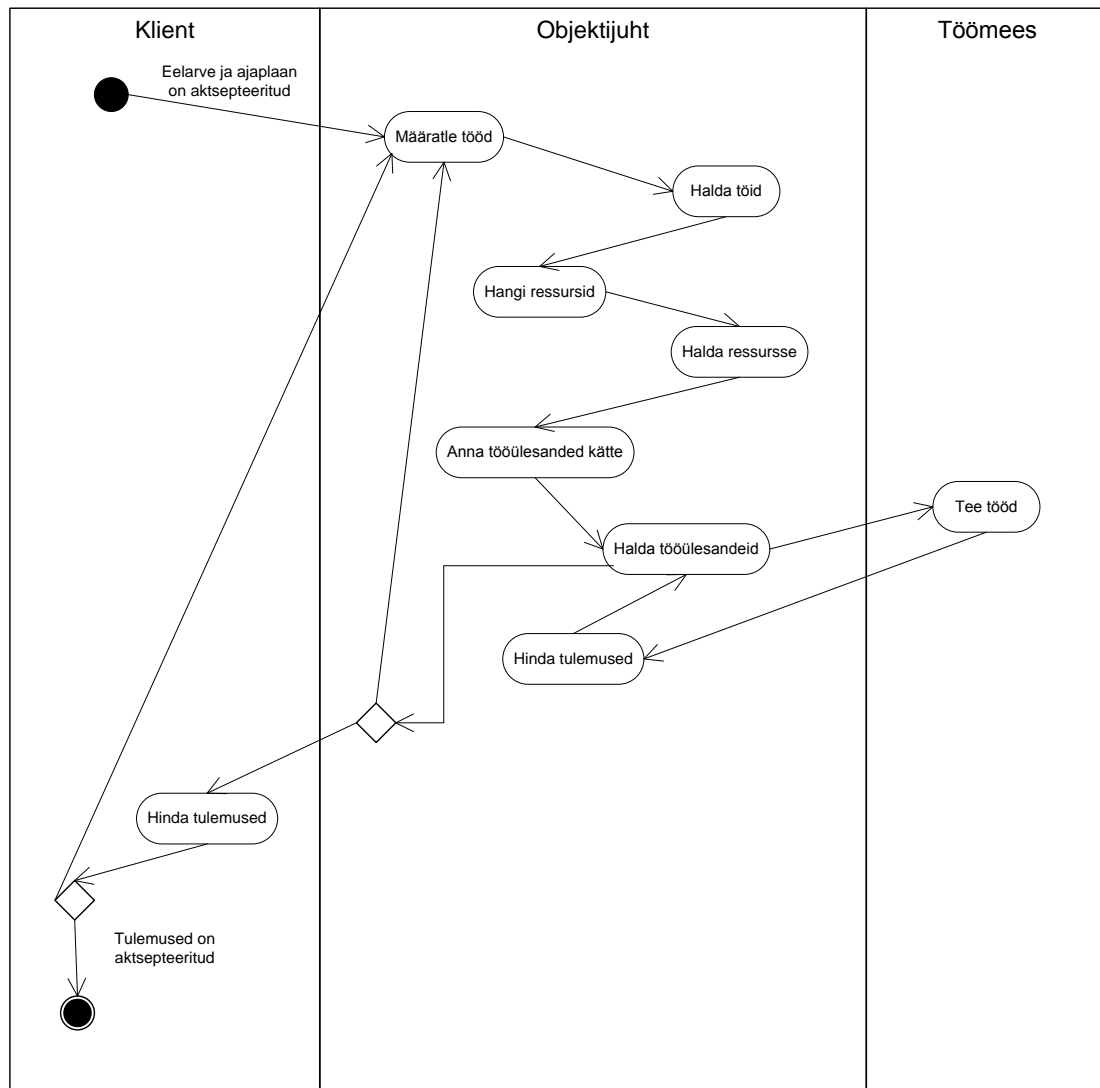 Klient
Objektijuht
Töömees
Eelarve ja ajaplaan
on aktsepteeritud
Määratle tööd
Halda töid
Hangi ressursid
Halda ressursse
Anna tööülesanded kätte
Tee tööd
Halda tööülesandeid
Hinda tulemused
Hinda tulemused
Tulemused on
aktsepteeritud